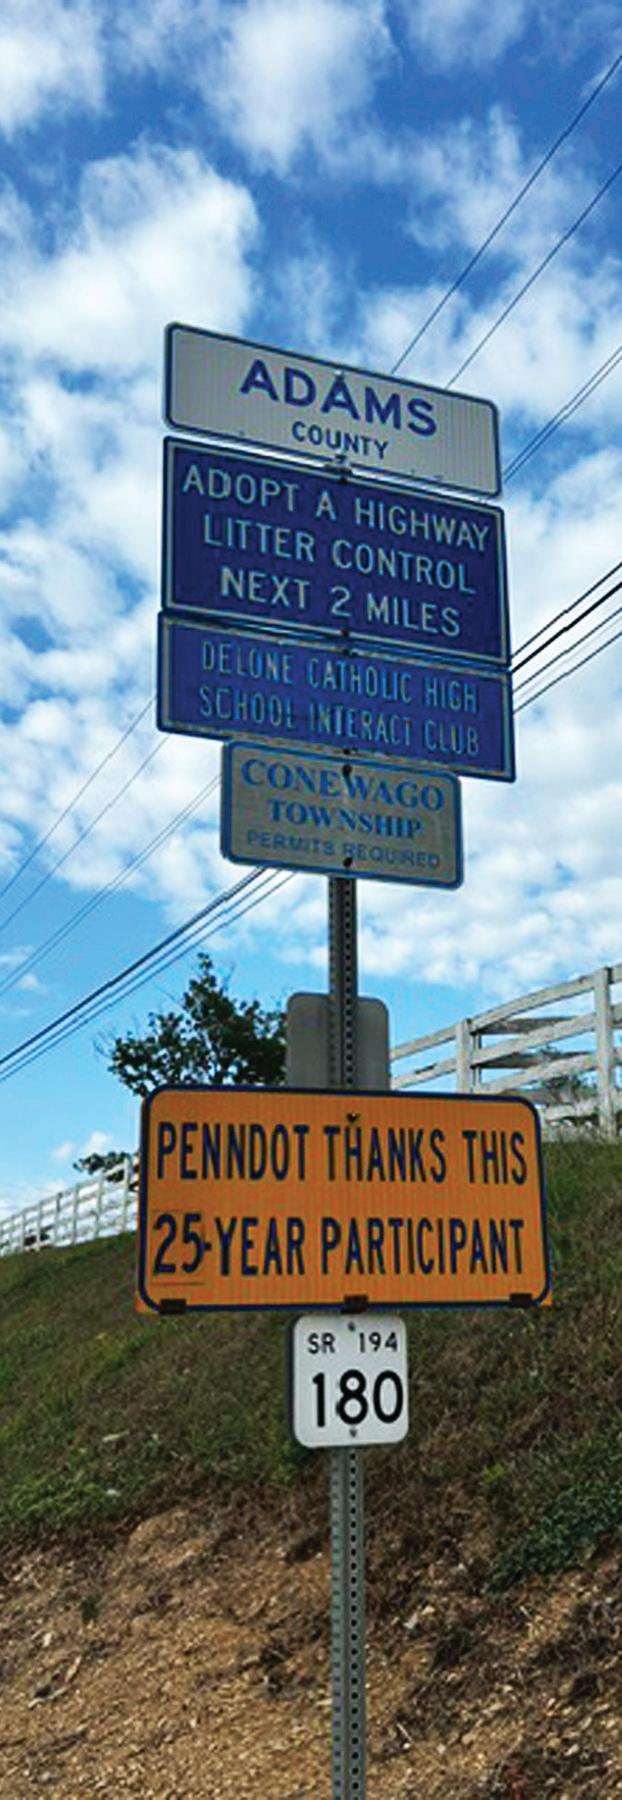 ADAMS
COUNTY
ADOPT A HIGHWAY
LITTER CONTROL
NEXT 2 MILES
DELONE CATHOLIC HIGH
SCHOOL INTERACT CLUB
CONEWAGO
TOWNSHIP
PERMITS REQUIRED
PENNDOT THANKS THIS
25-YEAR PARTICIPANT
SR 194
180